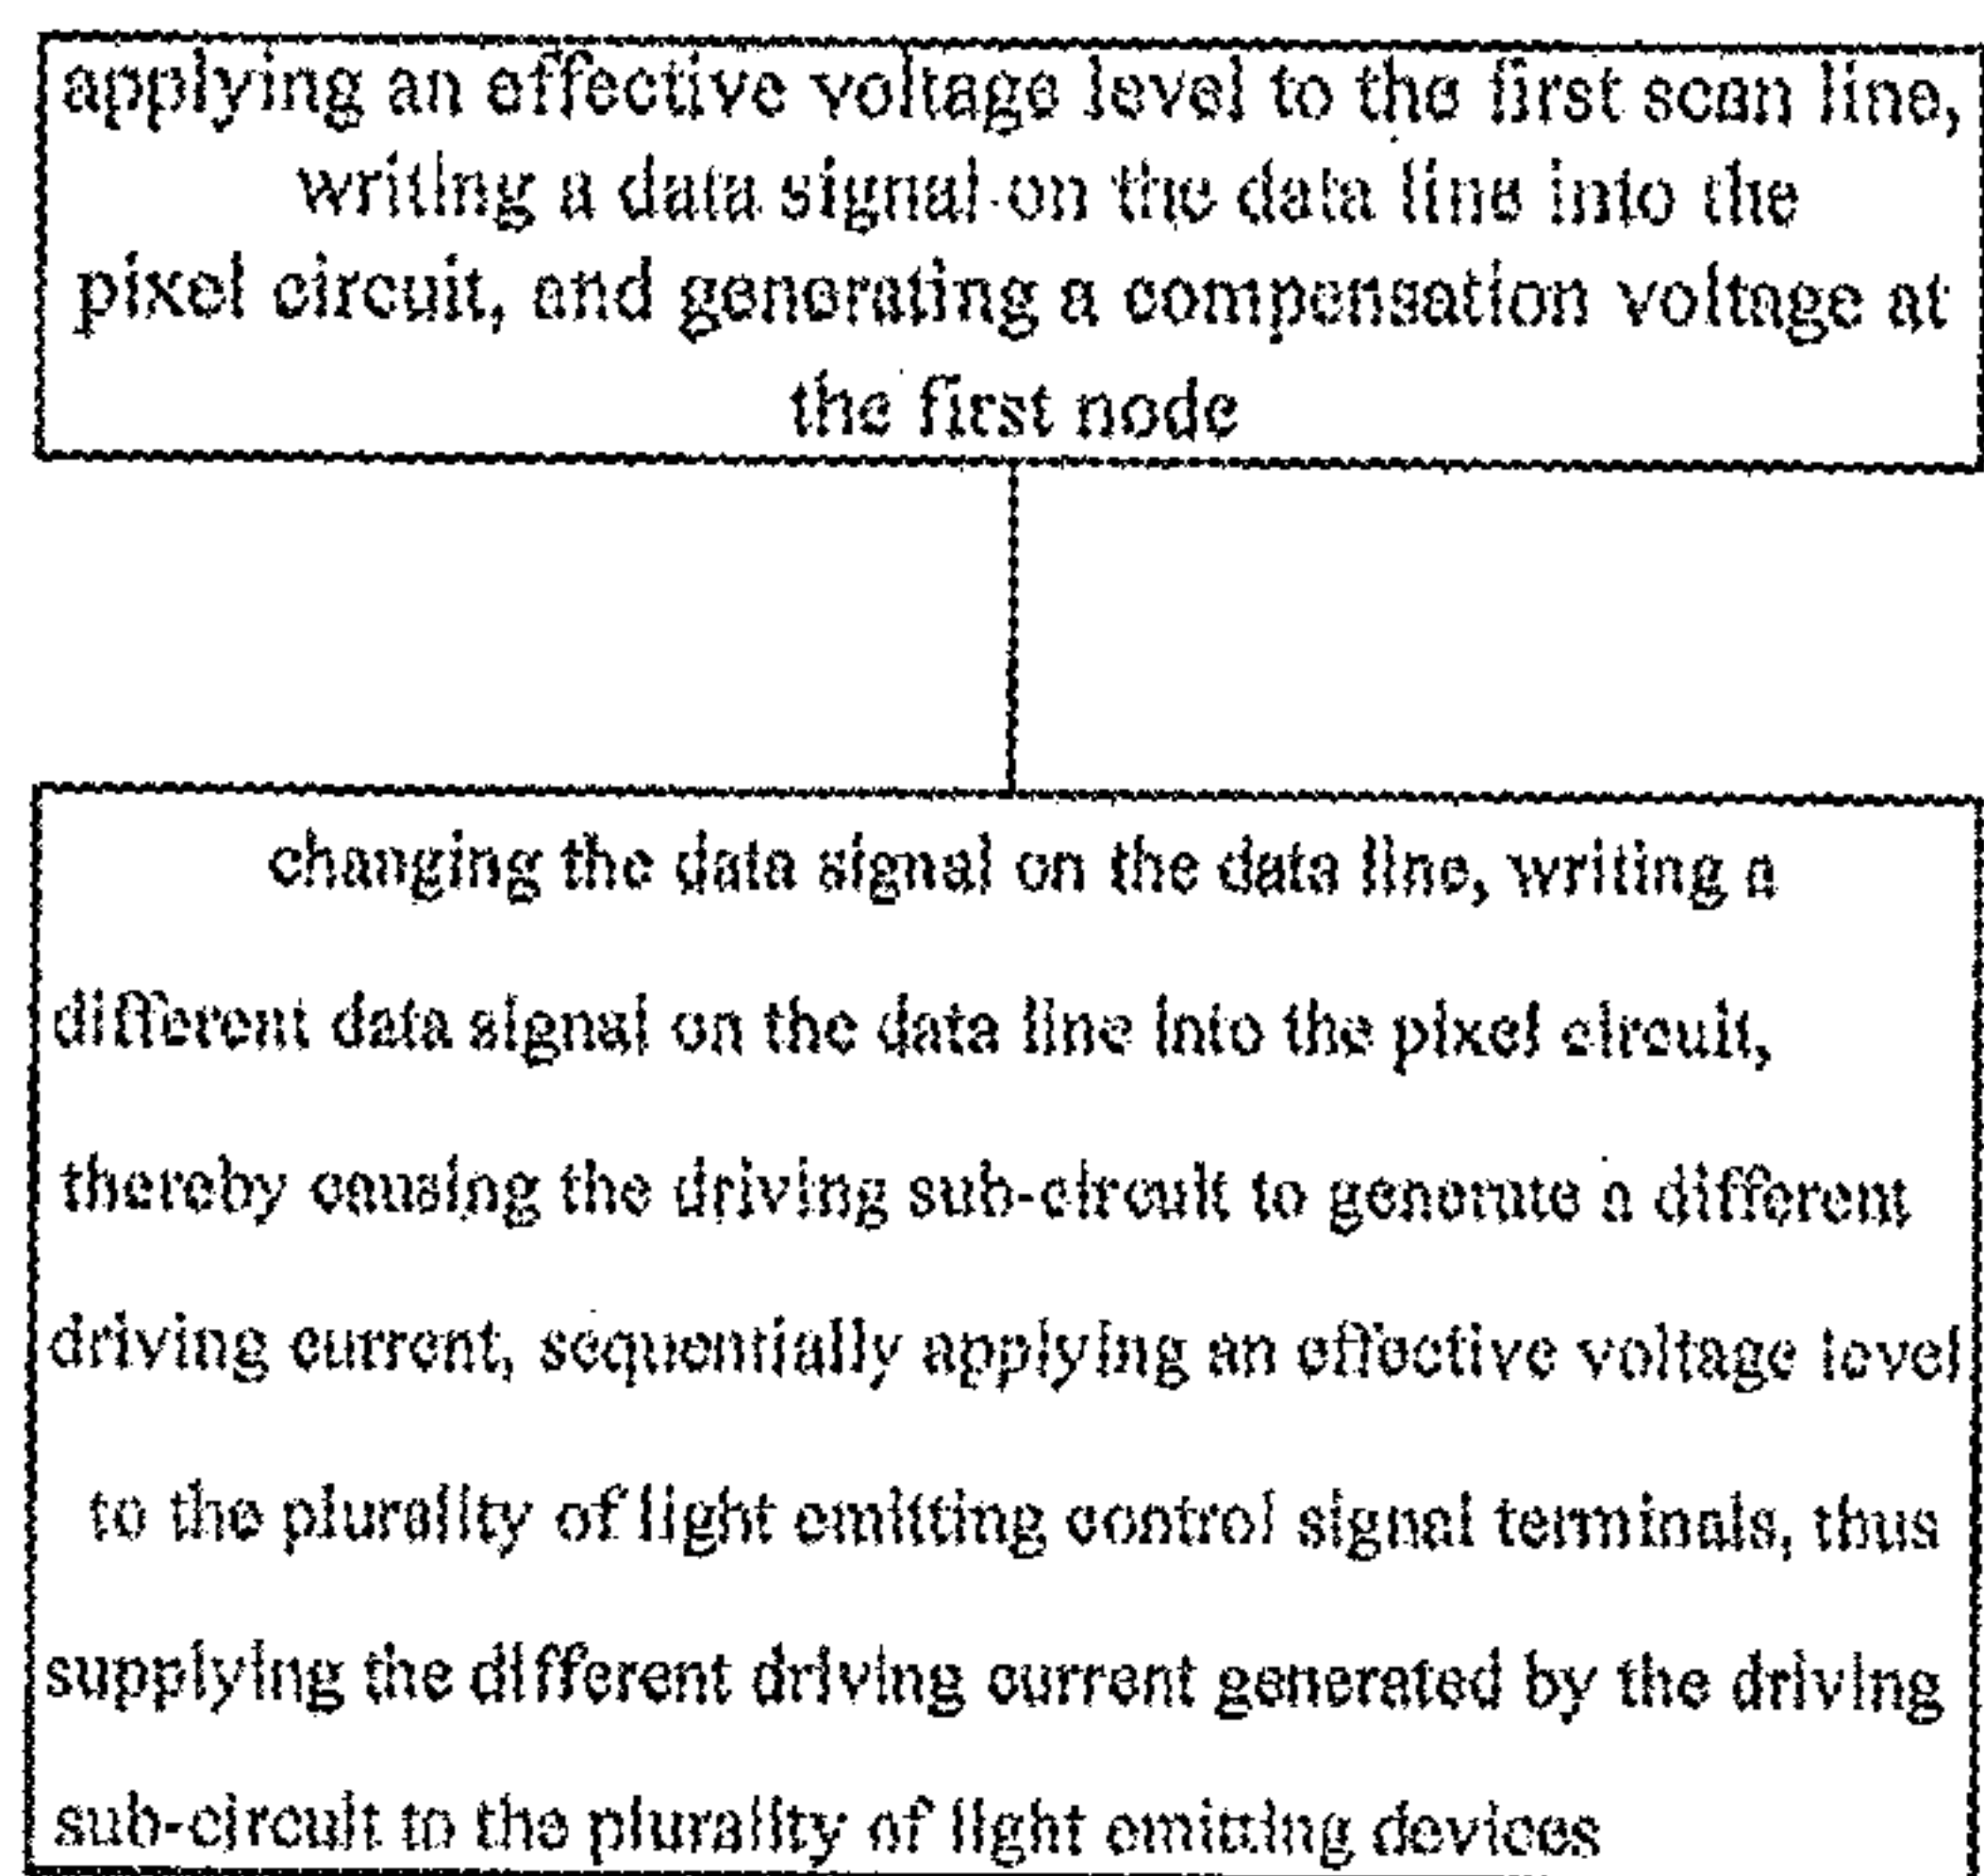 applying an effective voltage level to the first scan line,
writing a data signal on the data line into the
pixel circuit, and generating a compensation voltage at
the first node
changing the data signal on the data line, writing a
different data signal on the data line into the pixel circuit,
thereby causing the driving sub-circuit to generate a different
driving current, sequentially applying an effective voltage level
to the plurality of light emitting control signal terminals, thus
supplying the different driving current generated by the driving
sub-circuit to the plurality of light emitting devices